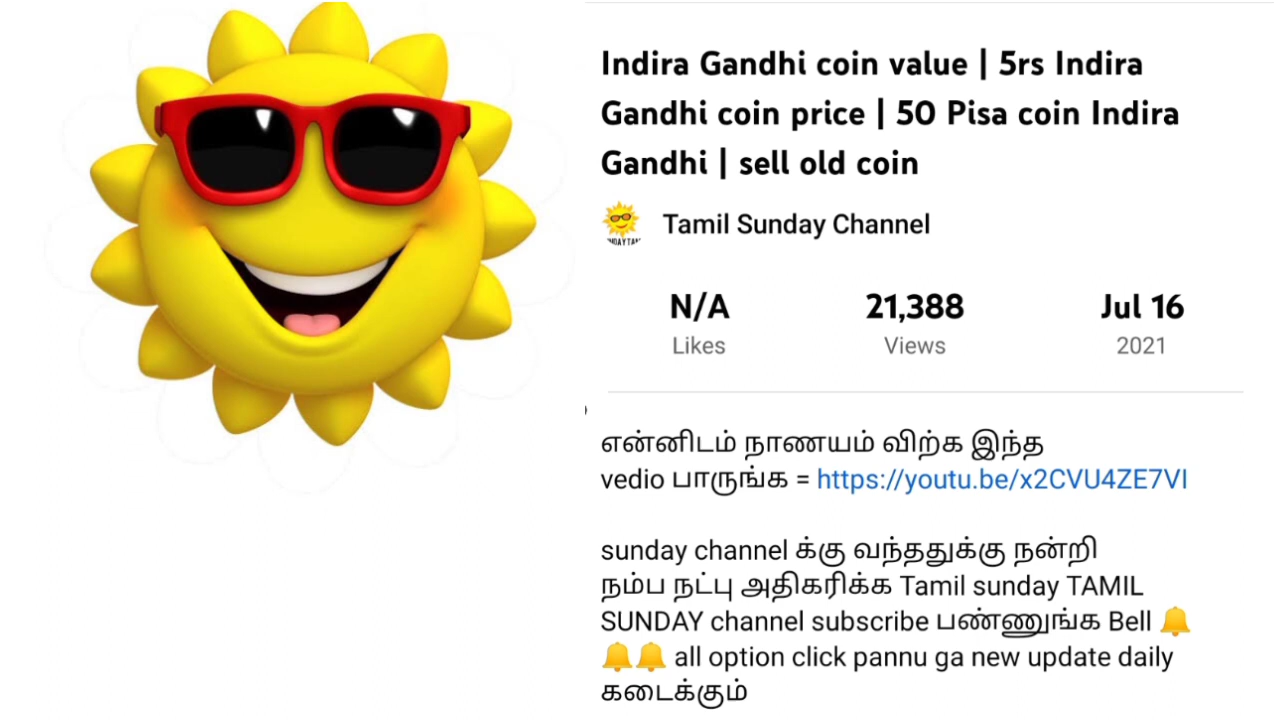 Indira Gandhi coin value | 5rs Indira
Gandhi coin price | 50 Pisa coin Indira
Gandhi | sell old coin
Tamil Sunday Channel
N/A 21,388 Jul 16
Likes Views 2021
என்னிடம் நாணயம் விற்க இந்த
vedio பாருங்க = https://youtu.be/x2CVU4ZE7VI
sunday channel க்கு வந்ததுக்கு நன்றி
நம்ப நட்பு அதிகரிக்க Tamil sunday TAMIL
SUNDAY channel subscribe பண்ணுங்க Bell 🔔
🔔🔔 all option click pannu ga new update daily
கடைக்கும்